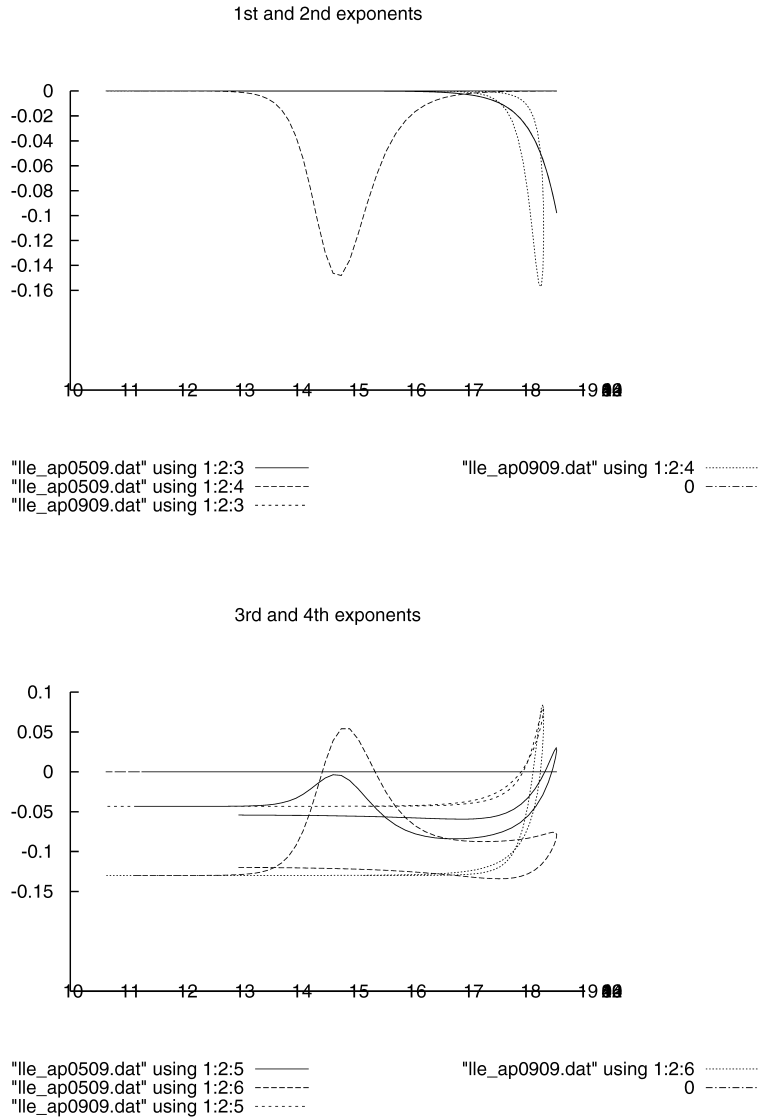 1st and 2nd exponents
0
-0.02
-0.04
-0.06
-0.08
-0.1
-0.12
-0.14
-0.16
10 11 12 13 14 15 16 17 18 19
"lle_ap0509.dat" using 1:2:3
"lle_ap0509.dat" using 1:2:4
"lle_ap0909.dat" using 1:2:3
"lle_ap0909.dat" using 1:2:4
0
3rd and 4th exponents
0.1
0.05
0
-0.05
-0.1
-0.15
10 11 12 13 14 15 16 17 18 19
"lle_ap0509.dat" using 1:2:5
"lle_ap0509.dat" using 1:2:6
"lle_ap0909.dat" using 1:2:5
"lle_ap0909.dat" using 1:2:6
0